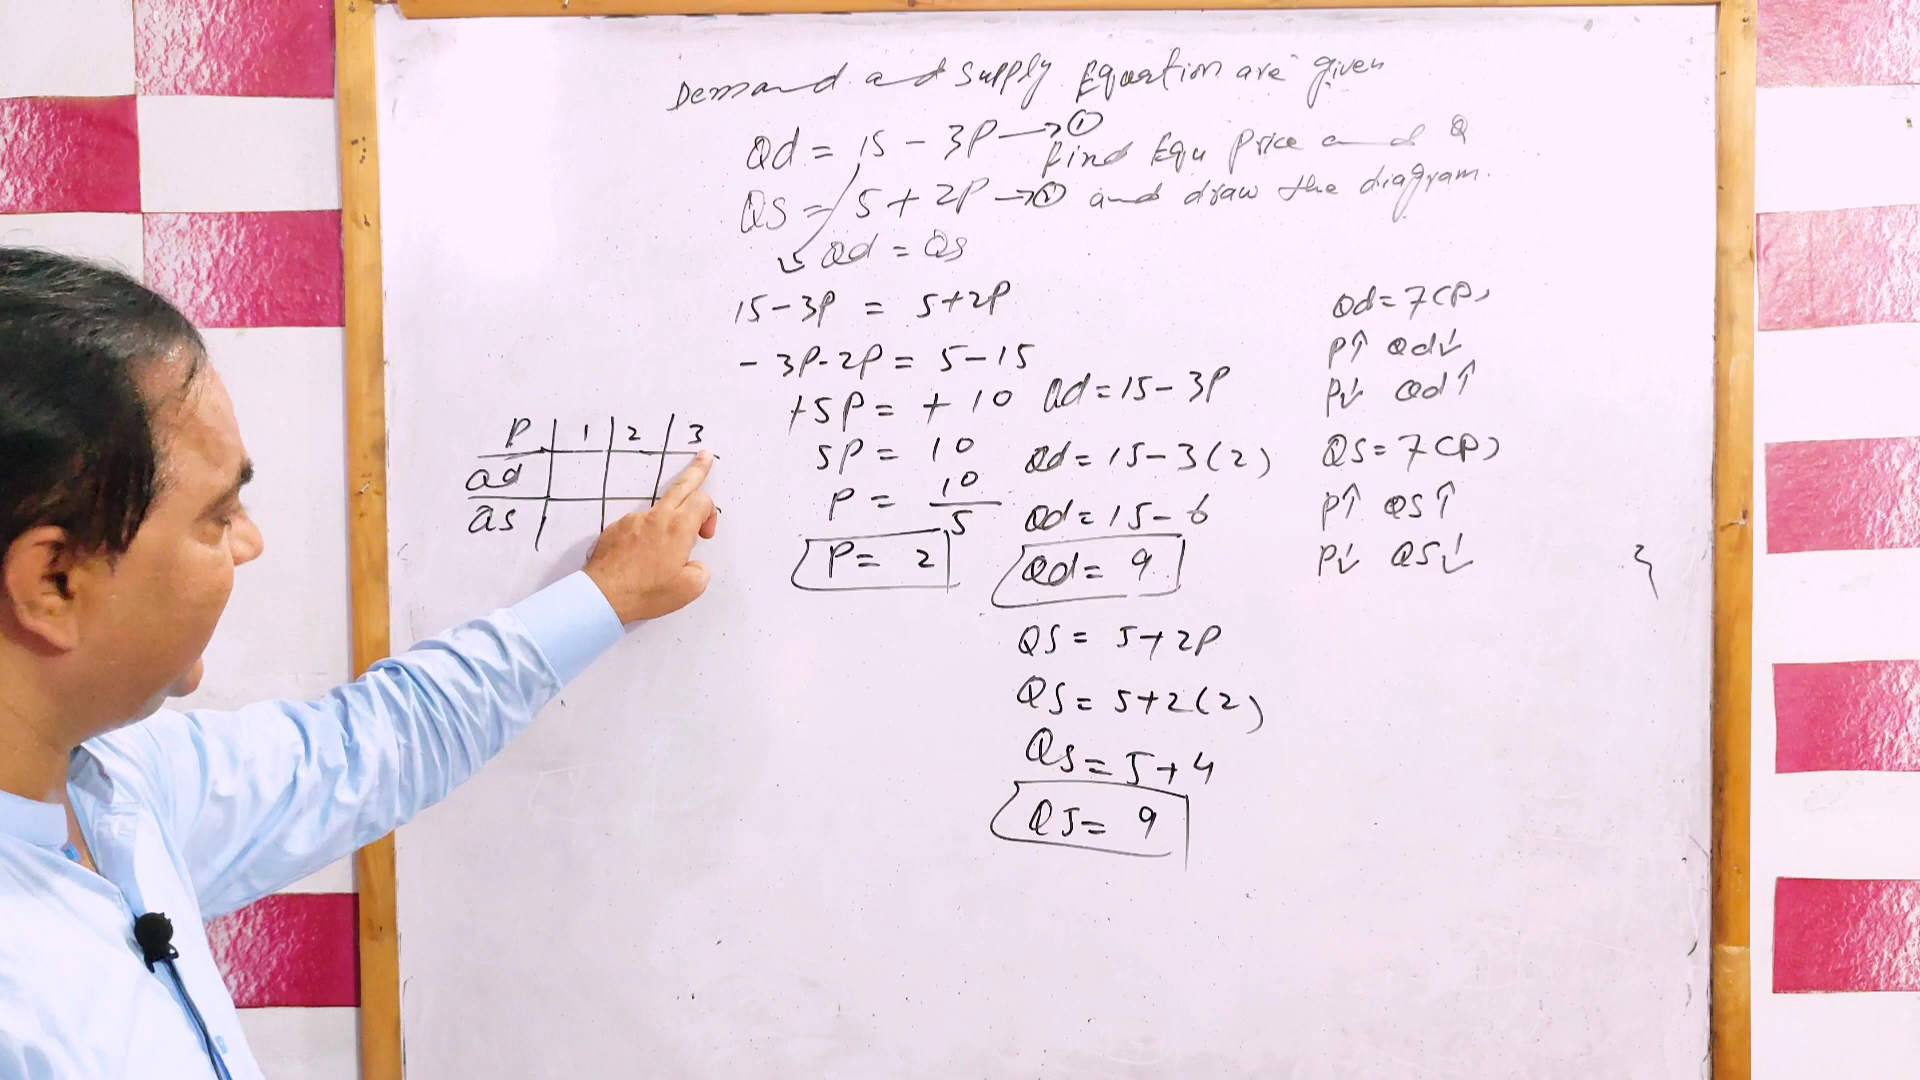 Demand and supply Equation are given
Qd = 15 - 3P → ①
Find Equ Price and Q
QS = 5 + 2P → ① and draw the diagram.
Qd = QS
15 - 3P = 5 + 2P
- 3P - 2P = 5 - 15
+5P = + 10
5P = 10
P = 10/5
P = 2
Qd = 15 - 3P
Qd = 15 - 3(2)
Qd = 15 - 6
Qd = 9
QS = 5 + 2P
QS = 5 + 2(2)
QS = 5 + 4
QS = 9
Qd = 7(P)
P↑ Qd↓
P↓ Qd↑
QS = 7(P)
P↑ QS↑
P↓ QS↓
P | 1 | 2 | 3
Qd
QS